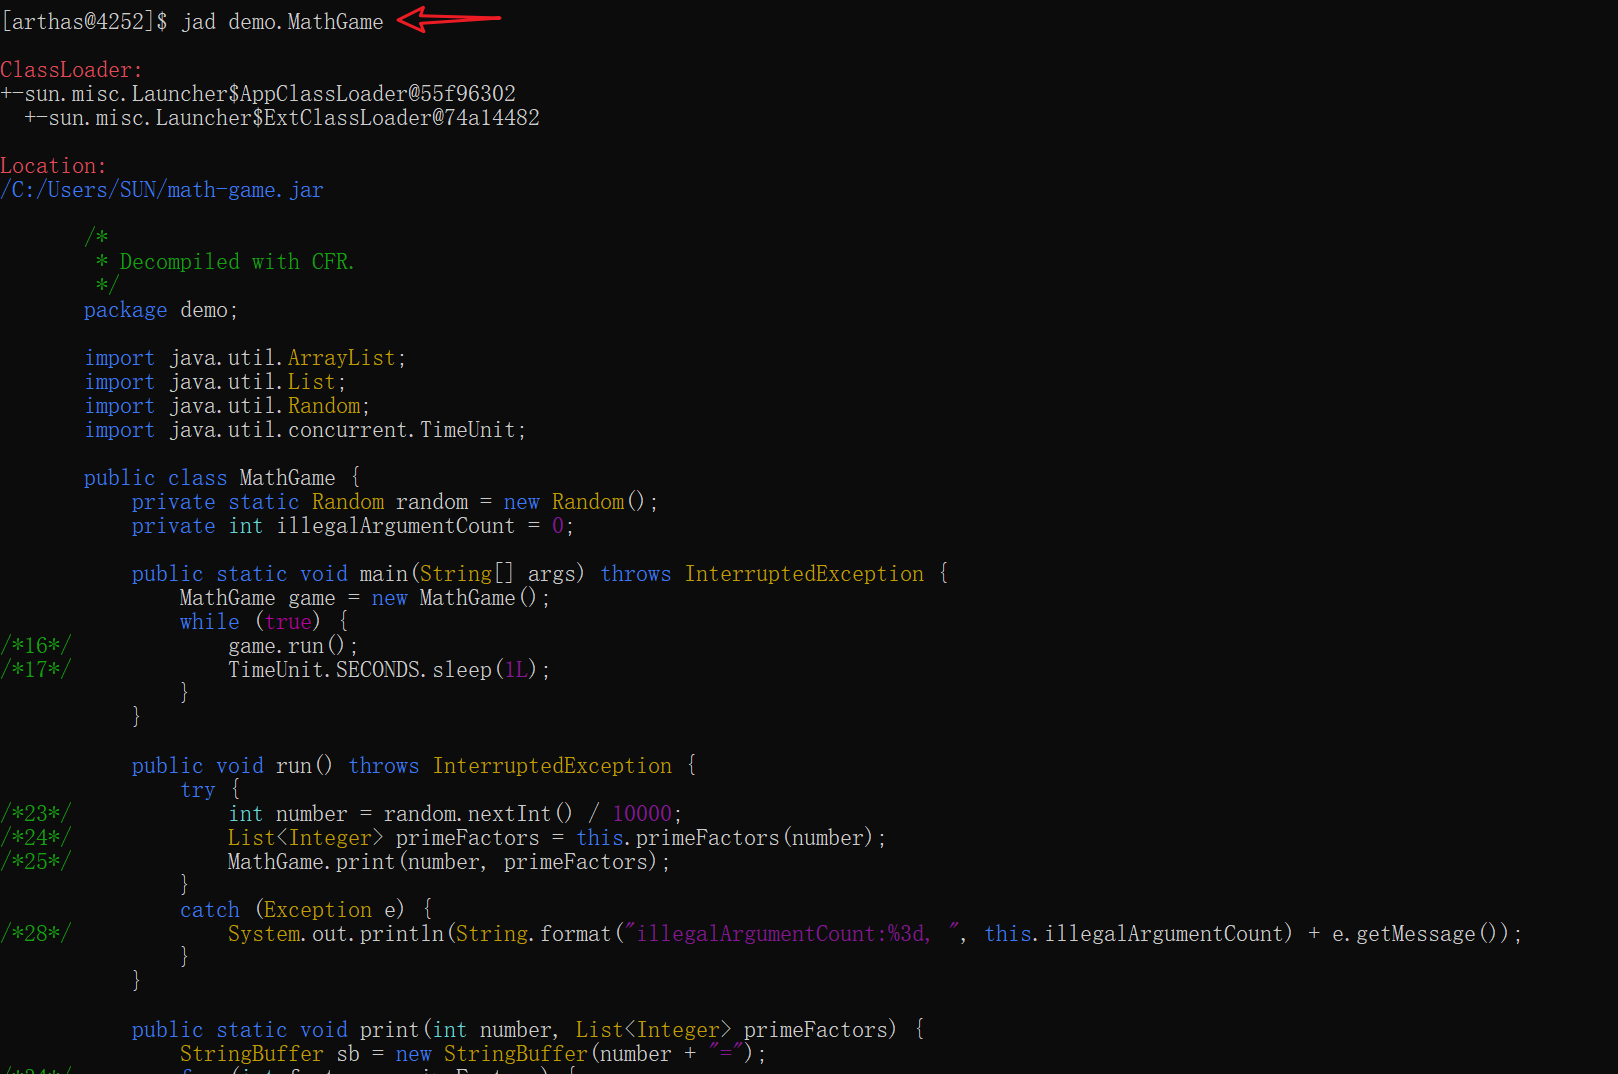 [arthas@4252]$ jad demo.MathGame
ClassLoader:
+-sun.misc.Launcher$AppClassLoader@55f96302
  +-sun.misc.Launcher$ExtClassLoader@74a14482
Location:
/C:/Users/SUN/math-game.jar
       /*
        * Decompiled with CFR.
        */
       package demo;
       import java.util.ArrayList;
       import java.util.List;
       import java.util.Random;
       import java.util.concurrent.TimeUnit;
       public class MathGame {
           private static Random random = new Random();
           private int illegalArgumentCount = 0;
           public static void main(String[] args) throws InterruptedException {
               MathGame game = new MathGame();
               while (true) {
/*16*/             game.run();
/*17*/             TimeUnit.SECONDS.sleep(1L);
               }
           }
           public void run() throws InterruptedException {
               try {
/*23*/             int number = random.nextInt() / 10000;
/*24*/             List<Integer> primeFactors = this.primeFactors(number);
/*25*/             MathGame.print(number, primeFactors);
               }
               catch (Exception e) {
/*28*/             System.out.println(String.format("illegalArgumentCount:%3d, ", this.illegalArgumentCount) + e.getMessage());
               }
           }
           public static void print(int number, List<Integer> primeFactors) {
               StringBuffer sb = new StringBuffer(number + "=");